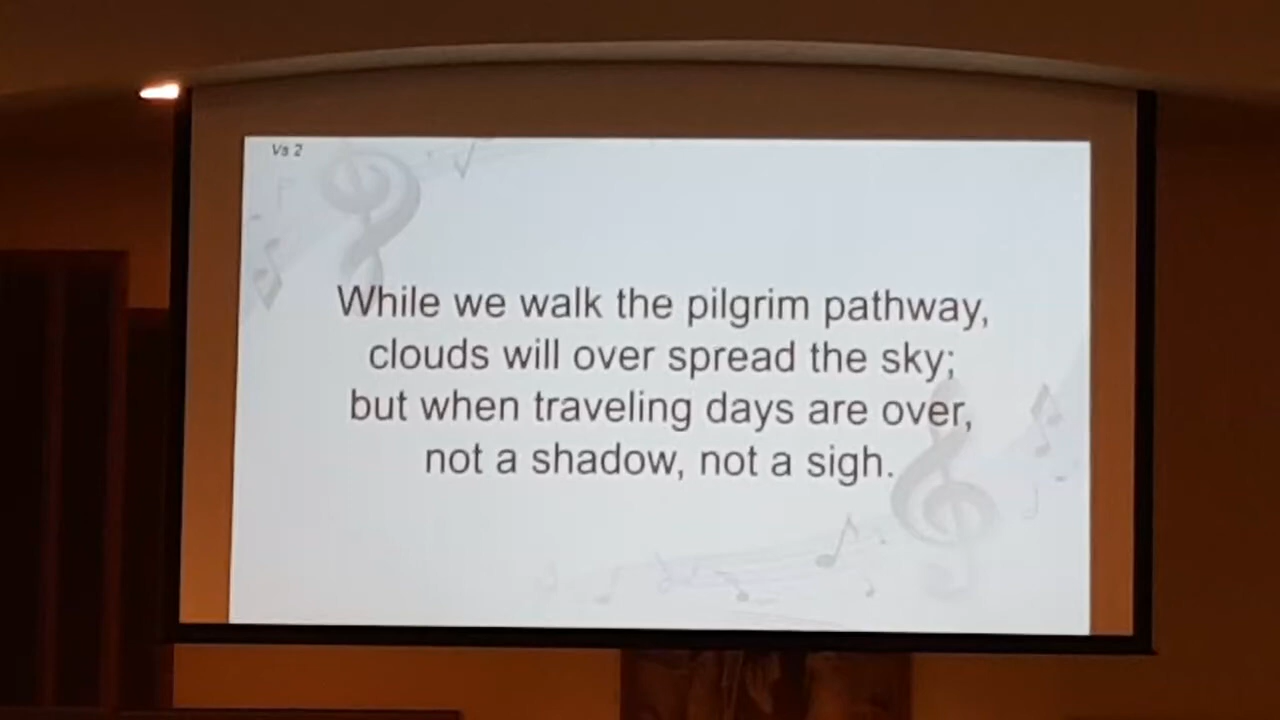 Vs 2
While we walk the pilgrim pathway,
clouds will over spread the sky;
but when traveling days are over,
not a shadow, not a sigh.